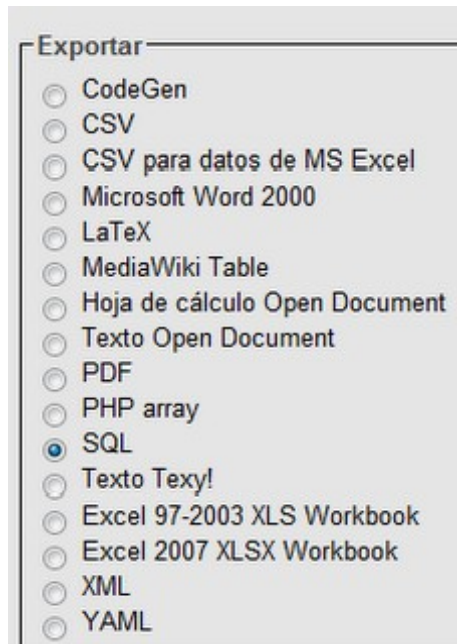 Exportar
CodeGen
CSV
CSV para datos de MS Excel
Microsoft Word 2000
LaTeX
MediaWiki Table
Hoja de cálculo Open Document
Texto Open Document
PDF
PHP array
SQL
Texto Texy!
Excel 97-2003 XLS Workbook
Excel 2007 XLSX Workbook
XML
YAML